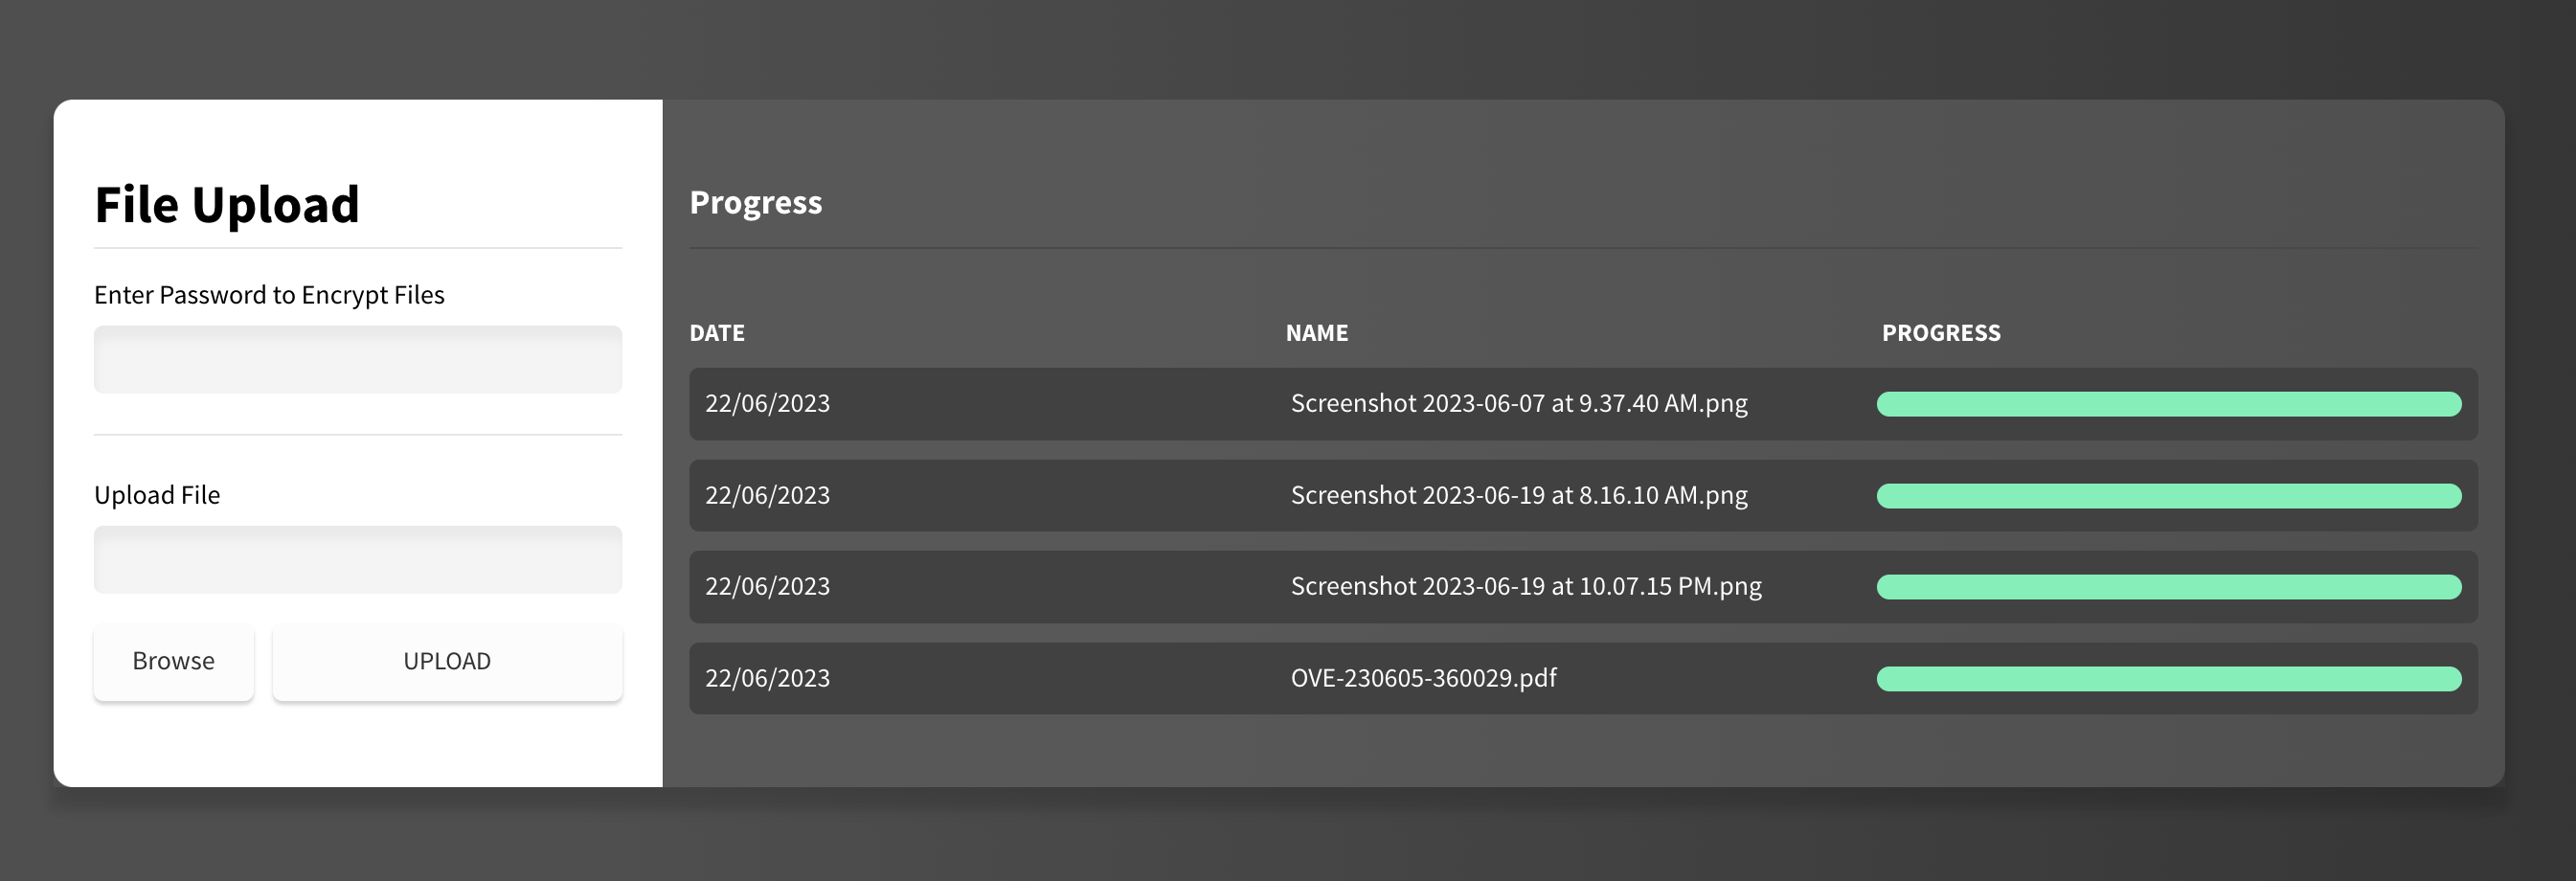 File Upload
Enter Password to Encrypt Files
Upload File
Browse UPLOAD
Progress
DATE NAME PROGRESS
22/06/2023 Screenshot 2023-06-07 at 9.37.40 AM.png
22/06/2023 Screenshot 2023-06-19 at 8.16.10 AM.png
22/06/2023 Screenshot 2023-06-19 at 10.07.15 PM.png
22/06/2023 OVE-230605-360029.pdf